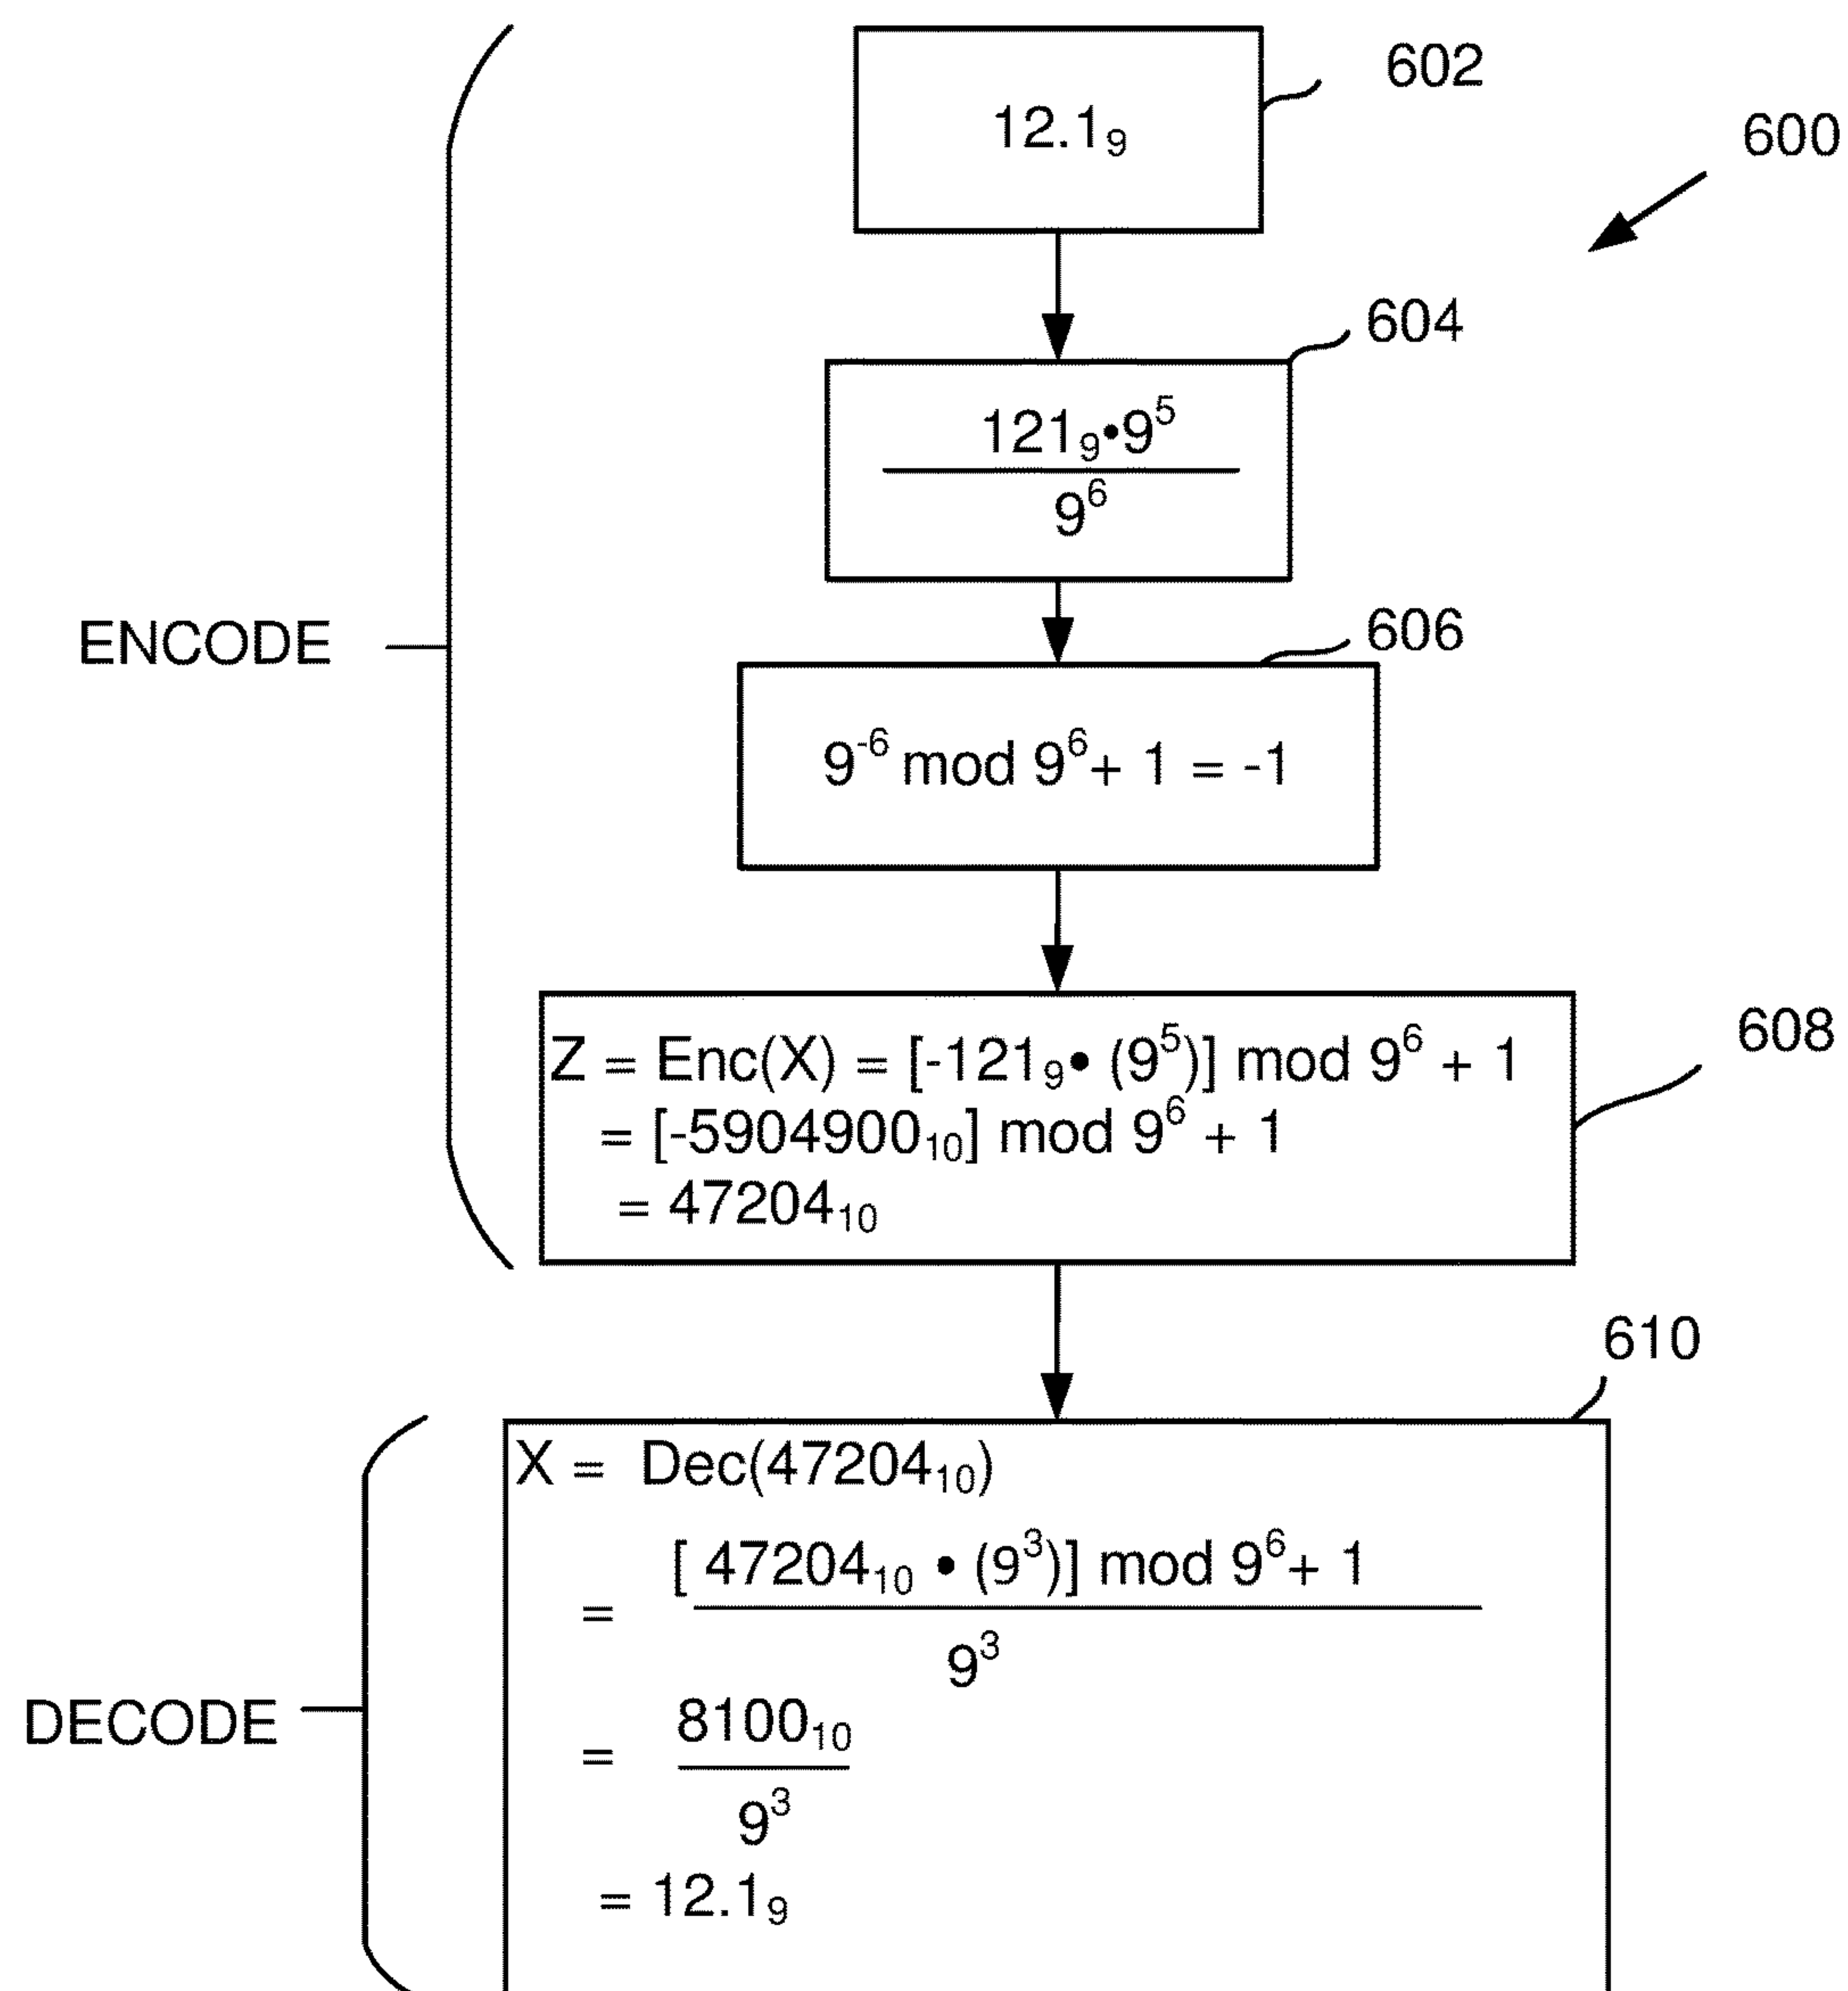 602
12.1₉
600
604
121₉•9⁵
9⁶
606
ENCODE
9⁻⁶ mod 9⁶+ 1 = -1
608
Z = Enc(X) = [-121₉• (9⁵)] mod 9⁶ + 1
= [-5904900₁₀] mod 9⁶ + 1
= 47204₁₀
610
X = Dec(47204₁₀)
= [ 47204₁₀ • (9³)] mod 9⁶+ 1
9³
DECODE
= 8100₁₀
9³
= 12.1₉